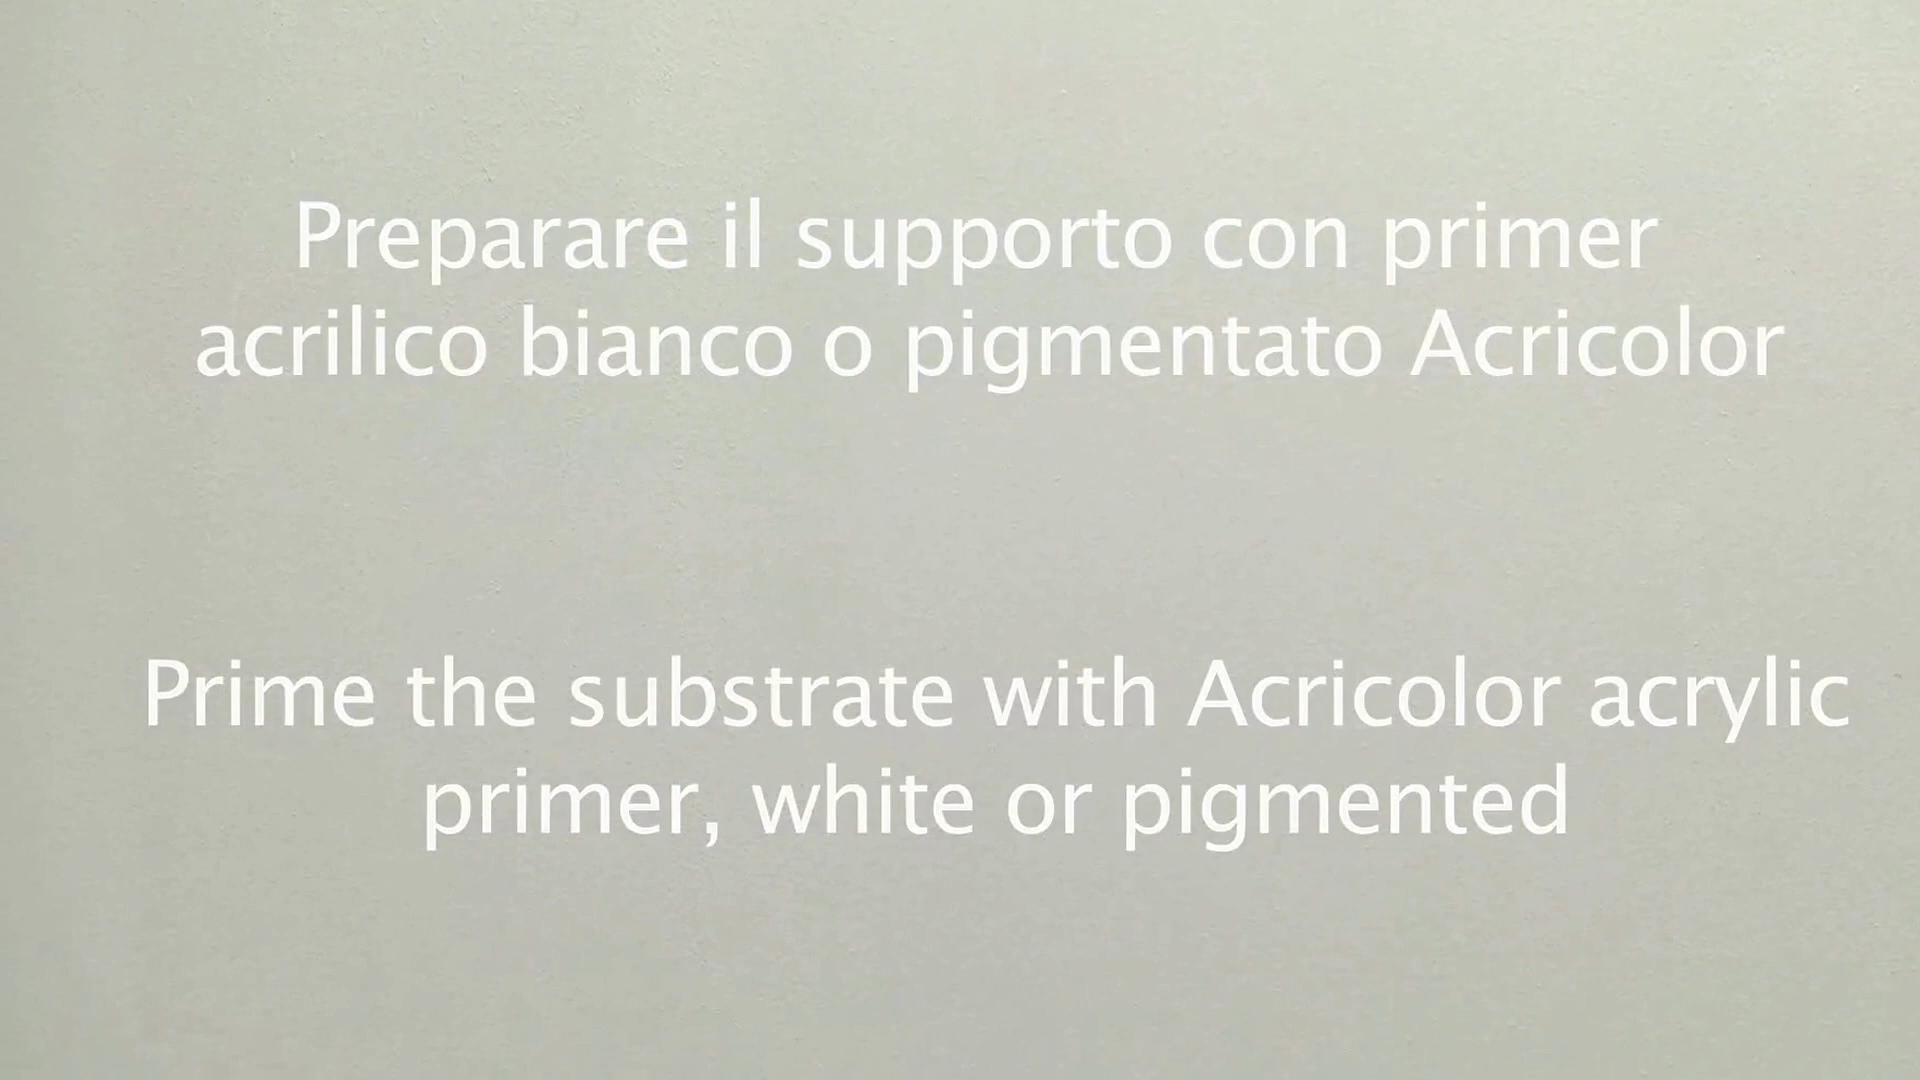 Preparare il supporto con primer
acrilico bianco o pigmentato Acricolor
Prime the substrate with Acricolor acrylic
primer, white or pigmented